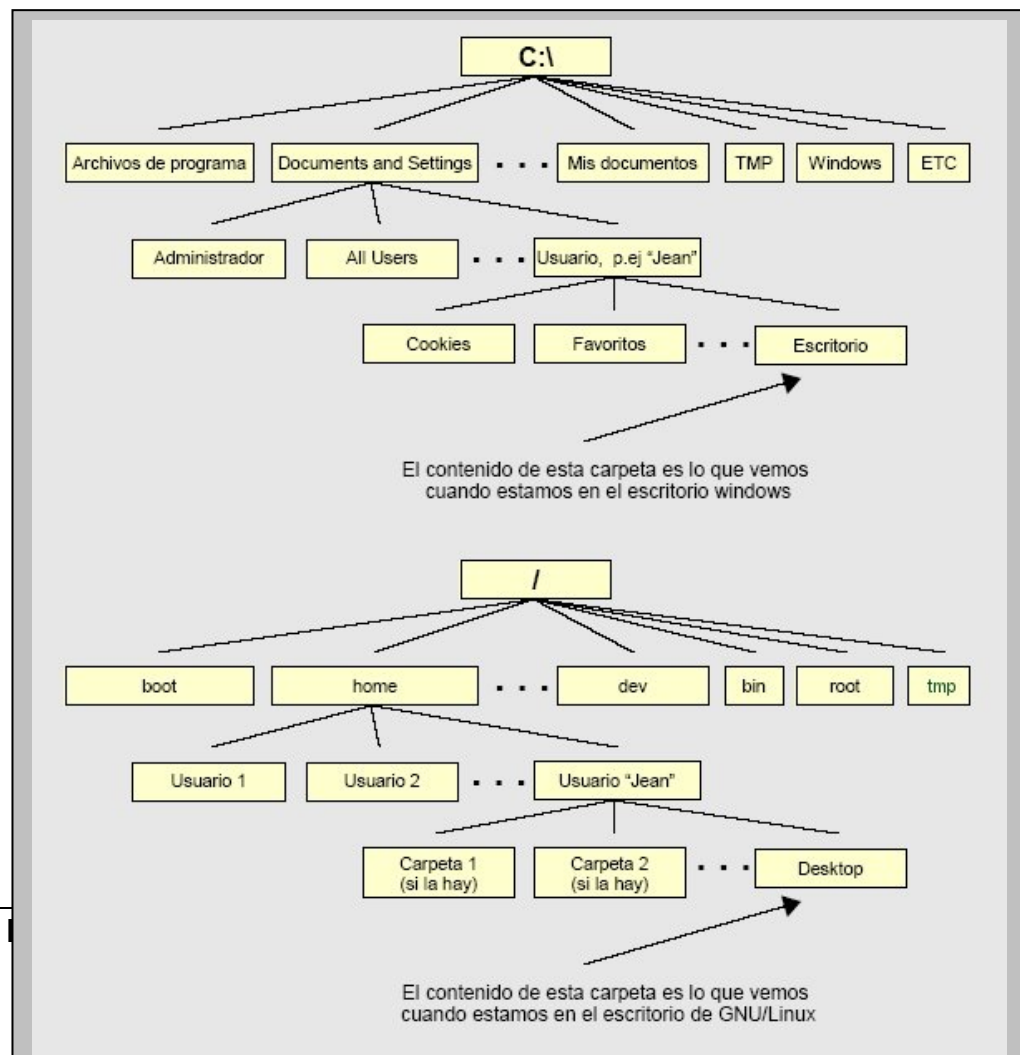 C:\
Archivos de programa
Documents and Settings
Mis documentos
TMP
Windows
ETC
Administrador
All Users
Usuario, p.ej “Jean”
Cookies
Favoritos
Escritorio
El contenido de esta carpeta es lo que vemos
cuando estamos en el escritorio windows
/
boot
home
dev
bin
root
tmp
Usuario 1
Usuario 2
Usuario “Jean”
Carpeta 1
(si la hay)
Carpeta 2
(si la hay)
Desktop
El contenido de esta carpeta es lo que vemos
cuando estamos en el escritorio de GNU/Linux